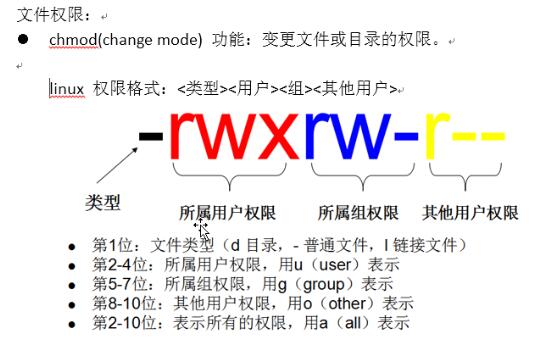 文件权限：
● chmod(change mode) 功能：变更文件或目录的权限。
linux 权限格式：<类型><用户><组><其他用户>
-rwxrw-r--
类型
所属用户权限 所属组权限 其他用户权限
● 第1位：文件类型（d 目录，- 普通文件，l 链接文件）
● 第2-4位：所属用户权限，用u（user）表示
● 第5-7位：所属组权限，用g（group）表示
● 第8-10位：其他用户权限，用o（other）表示
● 第2-10位：表示所有的权限，用a（all）表示